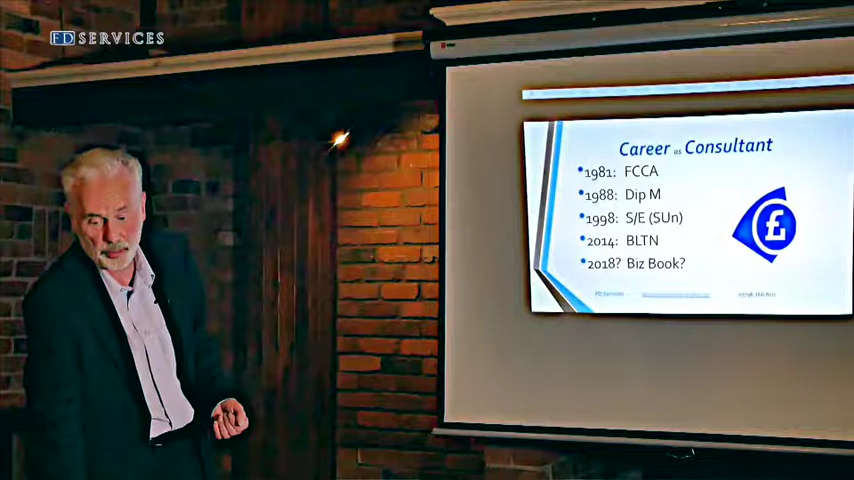 FD SERVICES
Career as Consultant
•1981: FCCA
•1988: Dip M
•1998: S/E (SUn)
•2014: BLTN
•2018? Biz Book?
£
FD Services